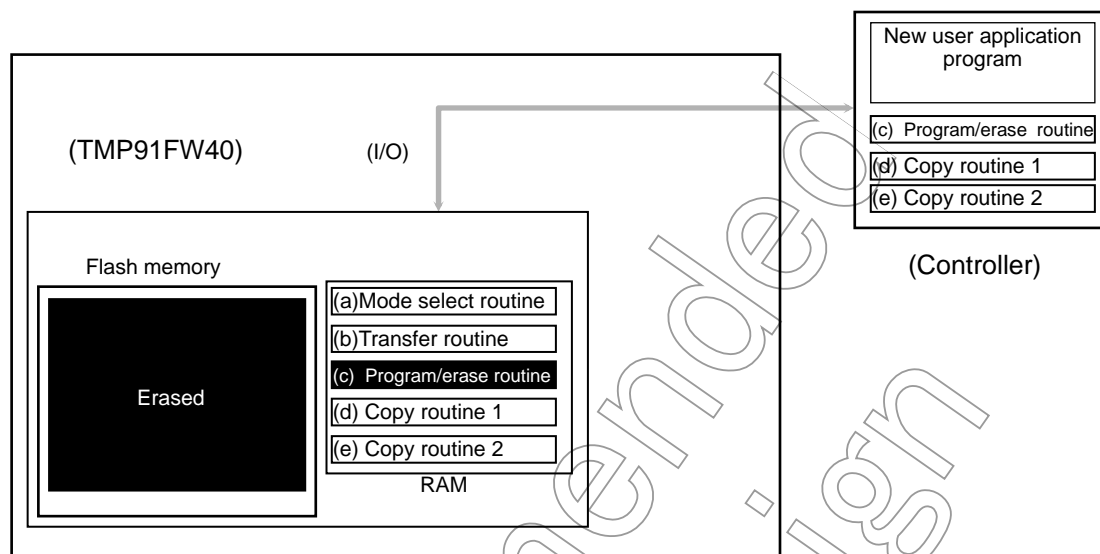 New user application
program
(TMP91FW40)
(I/O)
(c) Program/erase routine
(d) Copy routine 1
(e) Copy routine 2
(Controller)
Flash memory
Erased
(a)Mode select routine
(b)Transfer routine
(c) Program/erase routine
(d) Copy routine 1
(e) Copy routine 2
RAM